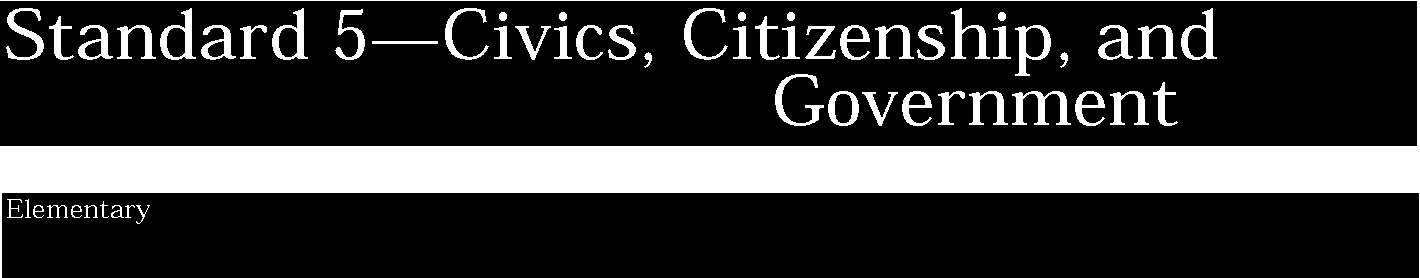 Standard 5—Civics, Citizenship, and
Government
Elementary